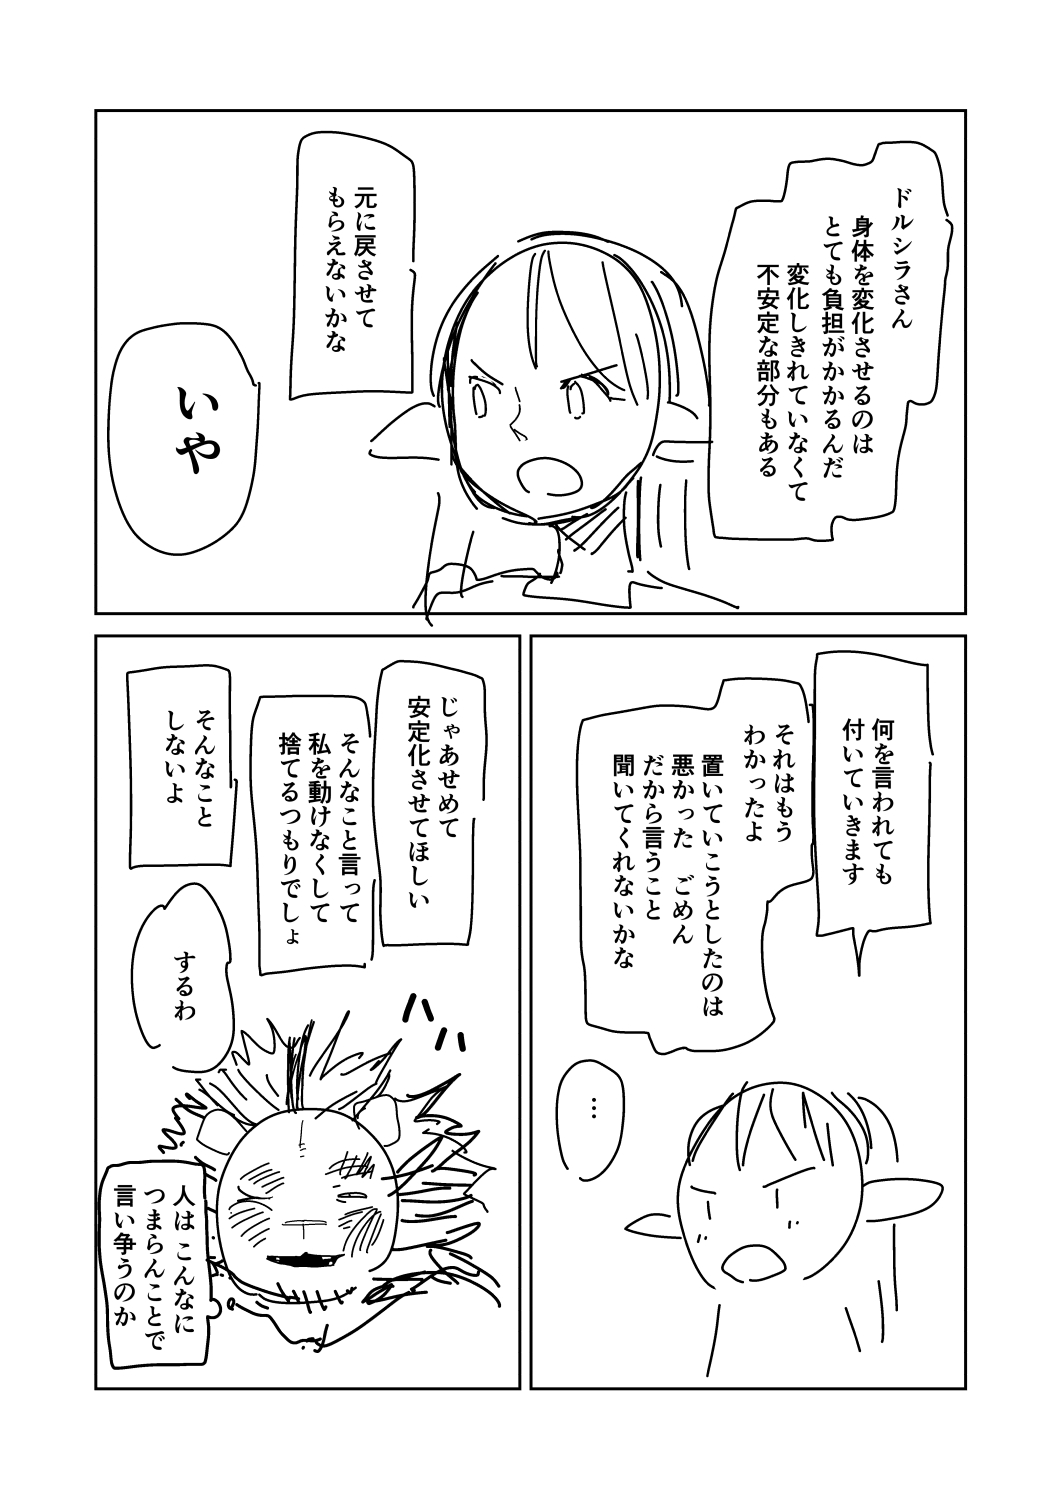 ドルシラさん
身体を変化させるのは
とても負担がかかるんだ
変化しきれていなくて
不安定な部分もある
元に戻させて
もらえないかな
いや
何を言われても
付いていきます
それはもう
わかったよ
置いていこうとしたのは
悪かった　ごめん
だから言うこと
聞いてくれないかな
…
じゃあせめて
安定化させてほしい
そんなこと言って
私を動けなくして
捨てるつもりでしょ
そんなこと
しないよ
するわ
ハハ
人は こんなに
つまらんことで
言い争うのか